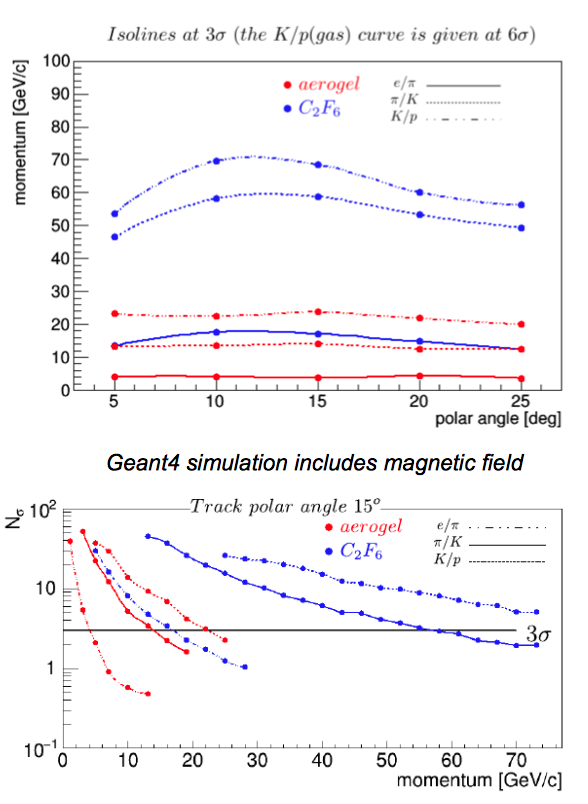 Isolines at 3σ (the K/p(gas) curve is given at 6σ)
momentum [GeV/c]
100
90
80
70
60
50
40
30
20
10
0
aerogel
C₂F₆
e/π
π/K
K/p
5 10 15 20 25
polar angle [deg]
Geant4 simulation includes magnetic field
Track polar angle 15°
Nσ
10²
10
1
10⁻¹
aerogel
C₂F₆
e/π
π/K
K/p
3σ
0 10 20 30 40 50 60 70
momentum [GeV/c]